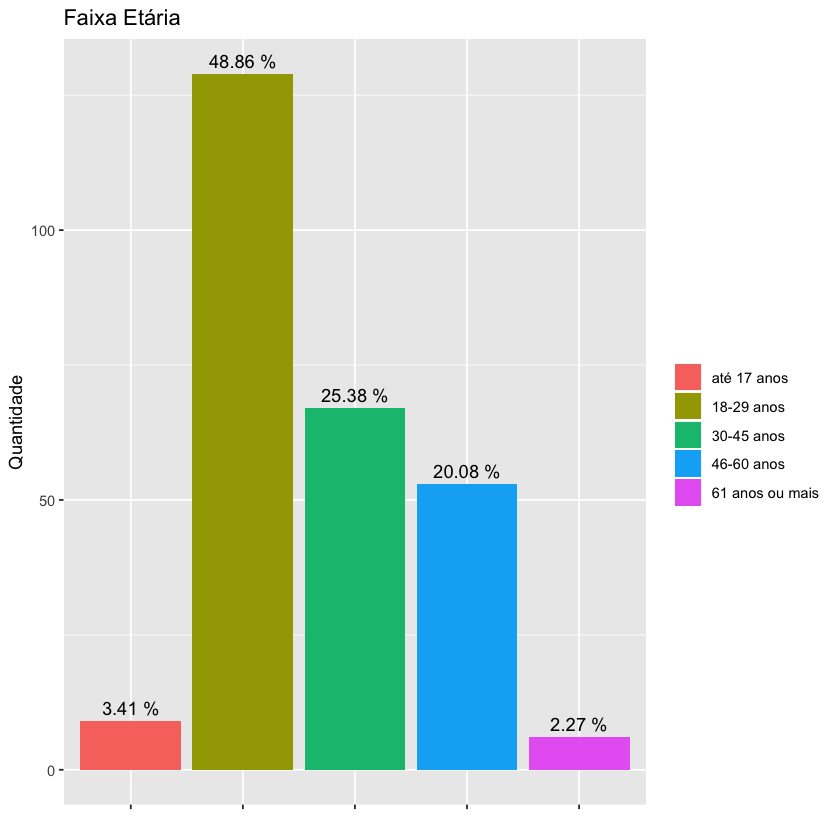 Faixa Etária
48.86 %
25.38 %
20.08 %
3.41 %
2.27 %
100
50
0
Quantidade
até 17 anos
18-29 anos
30-45 anos
46-60 anos
61 anos ou mais